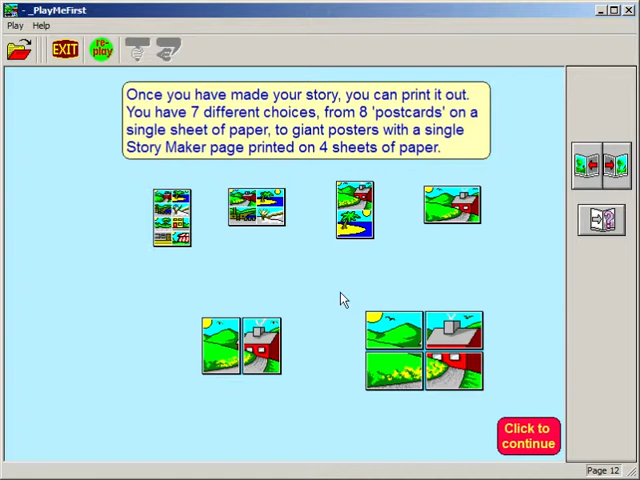 - _PlayMeFirst
Play Help
EXIT
re-
play
Once you have made your story, you can print it out.
You have 7 different choices, from 8 'postcards' on a
single sheet of paper, to giant posters with a single
Story Maker page printed on 4 sheets of paper.
Click to
continue
Page 12